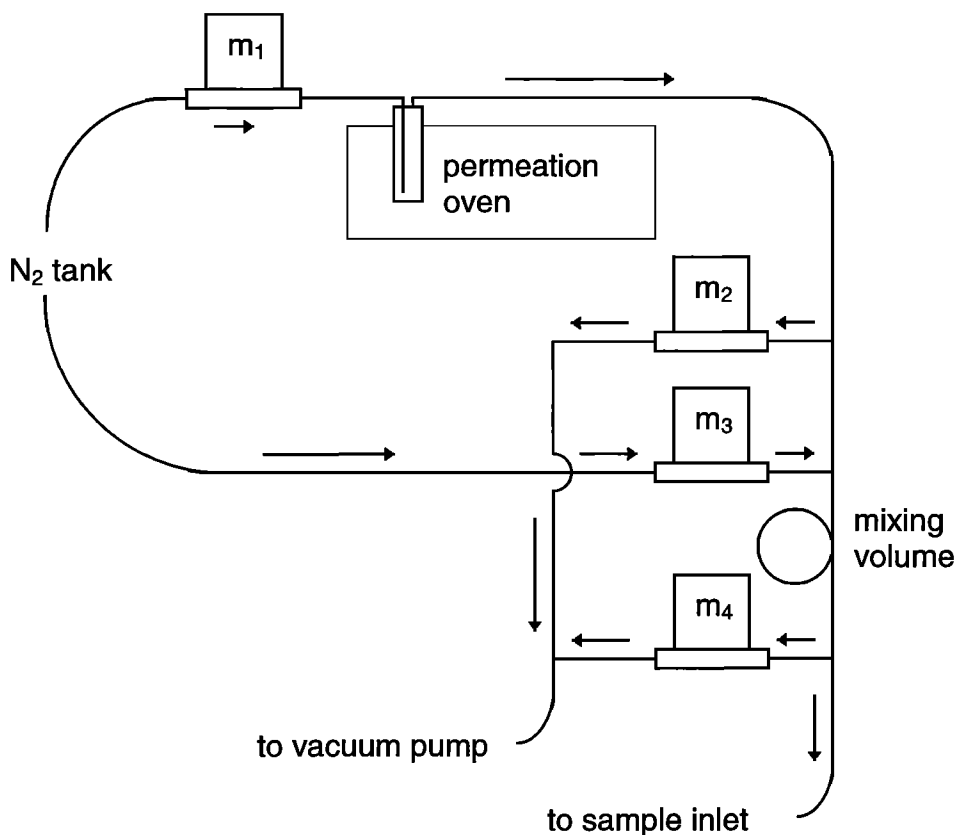 m₁
permeation
oven
N₂ tank
m₂
m₃
mixing
volume
m₄
to vacuum pump
to sample inlet